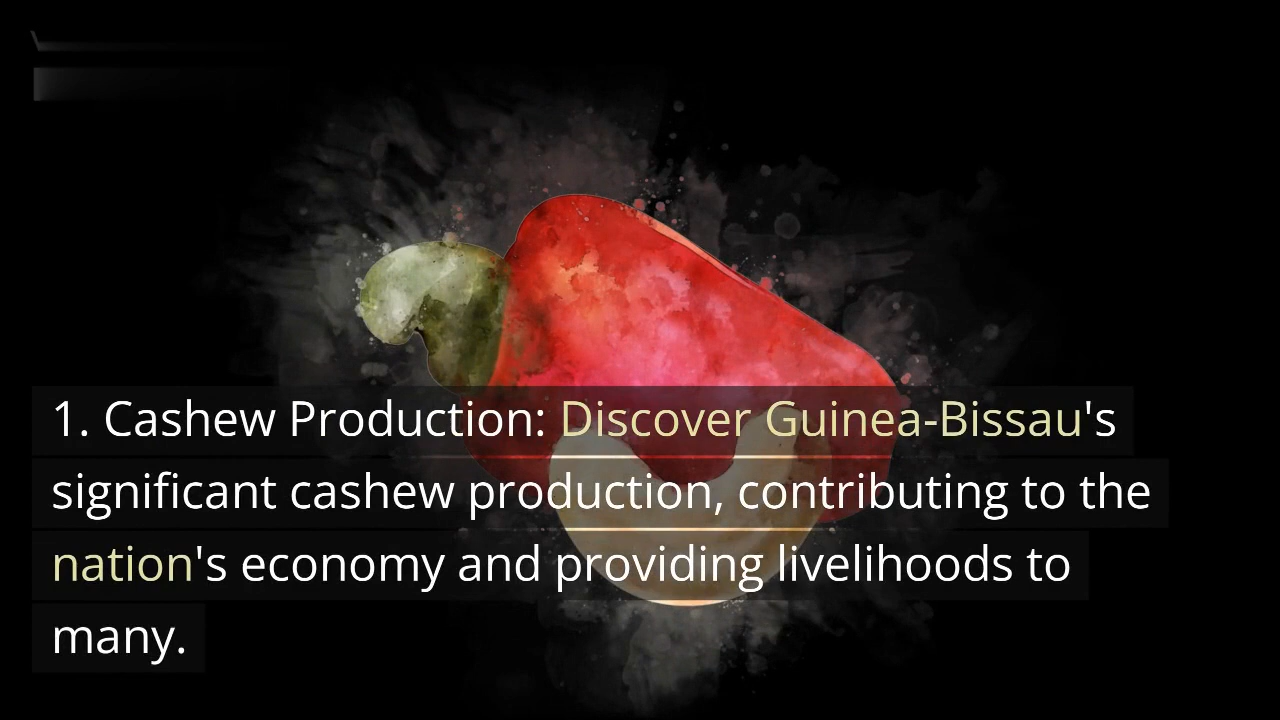 1. Cashew Production: Discover Guinea-Bissau's
significant cashew production, contributing to the
nation's economy and providing livelihoods to
many.